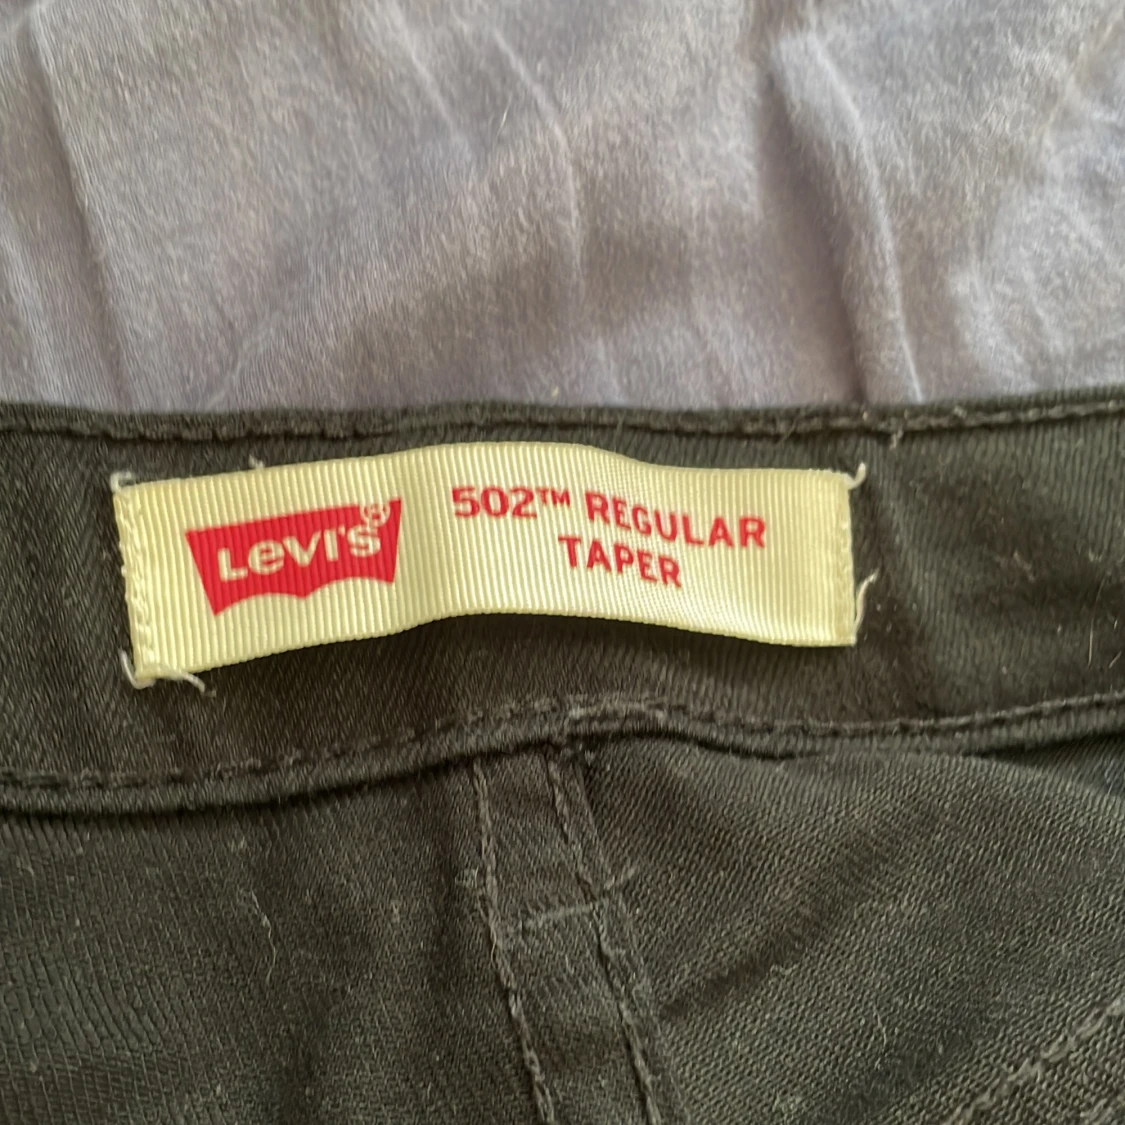 Levi's®
502™ REGULAR
TAPER